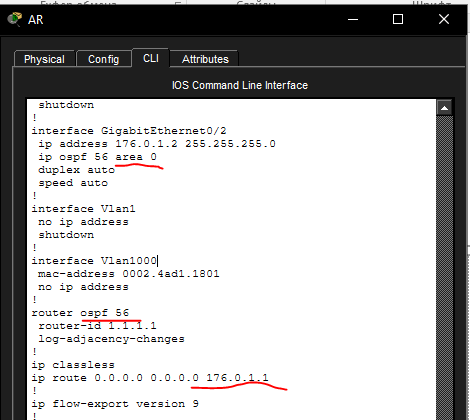 AR
Physical
Config
CLI
Attributes
IOS Command Line Interface
shutdown
!
interface GigabitEthernet0/2
ip address 176.0.1.2 255.255.255.0
ip ospf 56 area 0
duplex auto
speed auto
!
interface Vlan1
no ip address
shutdown
!
interface Vlan1000
mac-address 0002.4ad1.1801
no ip address
!
router ospf 56
router-id 1.1.1.1
log-adjacency-changes
!
ip classless
ip route 0.0.0.0 0.0.0.0 176.0.1.1
!
ip flow-export version 9
!